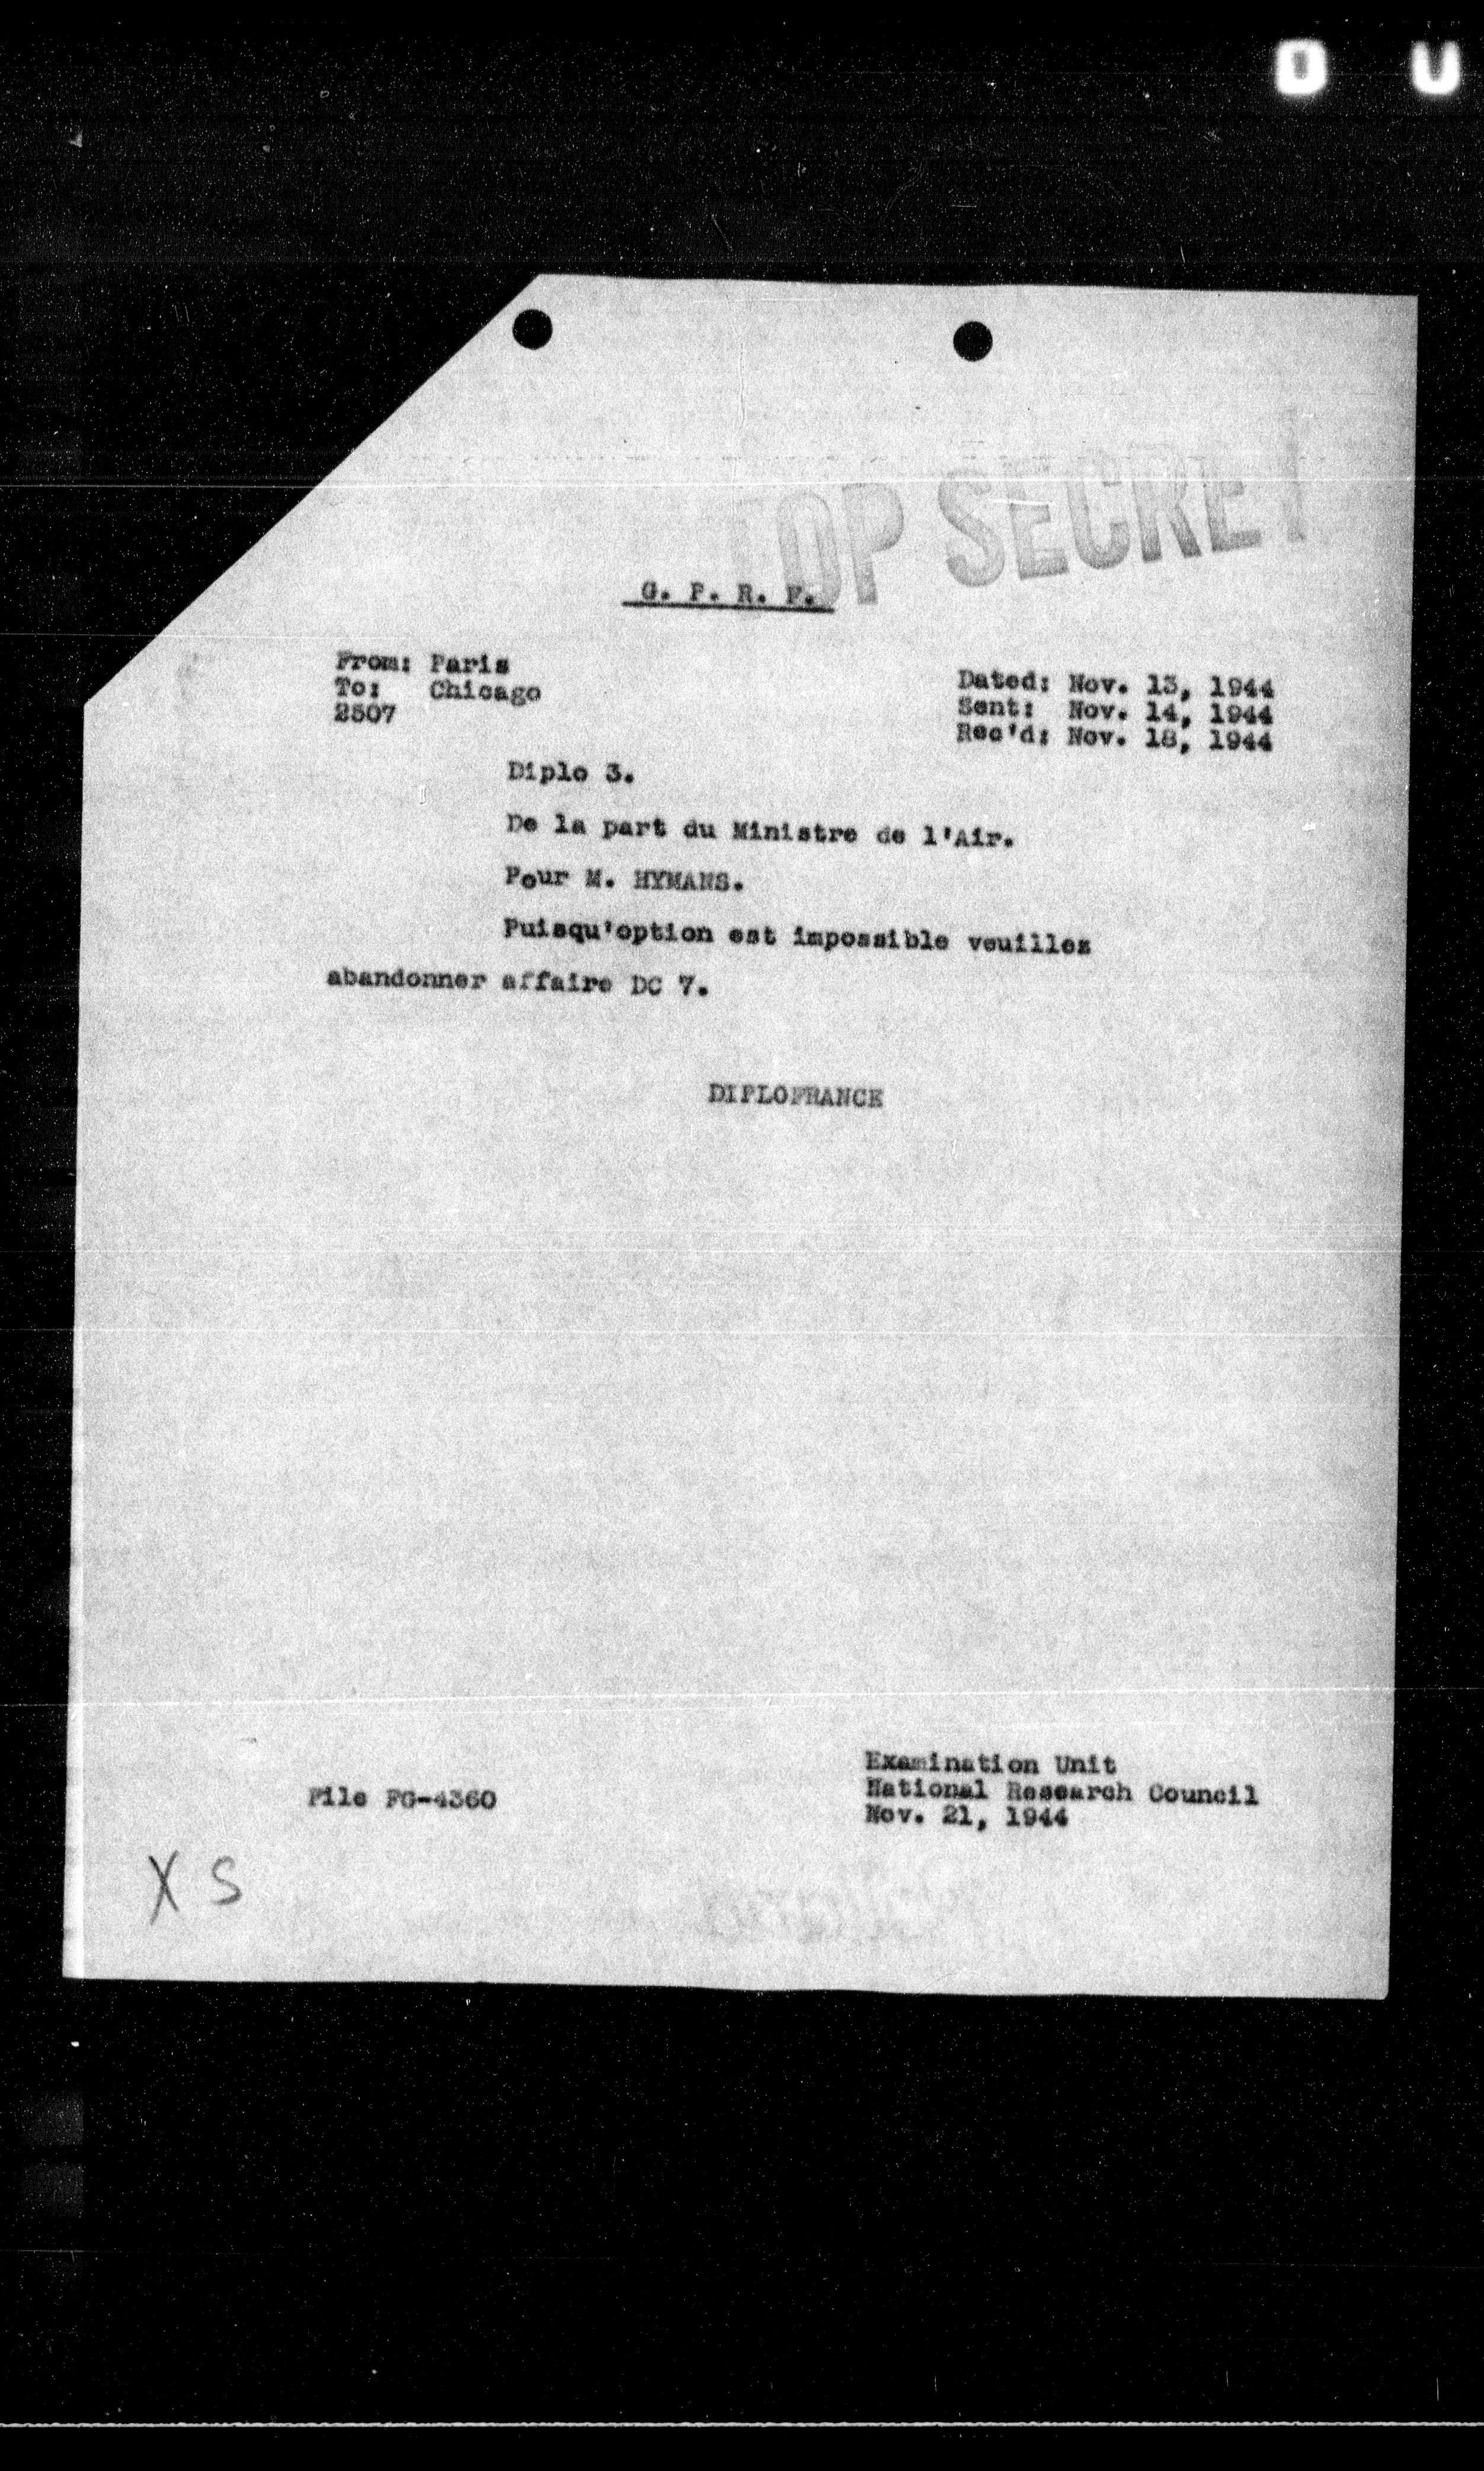 O U
TOP SECRET
G. P. R. F.
From: Paris
To: Chicago
2507
Dated: Nov. 13, 1944
Sent: Nov. 14, 1944
Rec'd: Nov. 18, 1944
Diplo 3.
De la part du Ministre de l'Air.
Pour M. HYMANS.
Puisqu'option est impossible veuillez
abandonner affaire DC 7.
DIPLOFRANCE
File FG-4360
Examination Unit
National Research Council
Nov. 21, 1944
X S